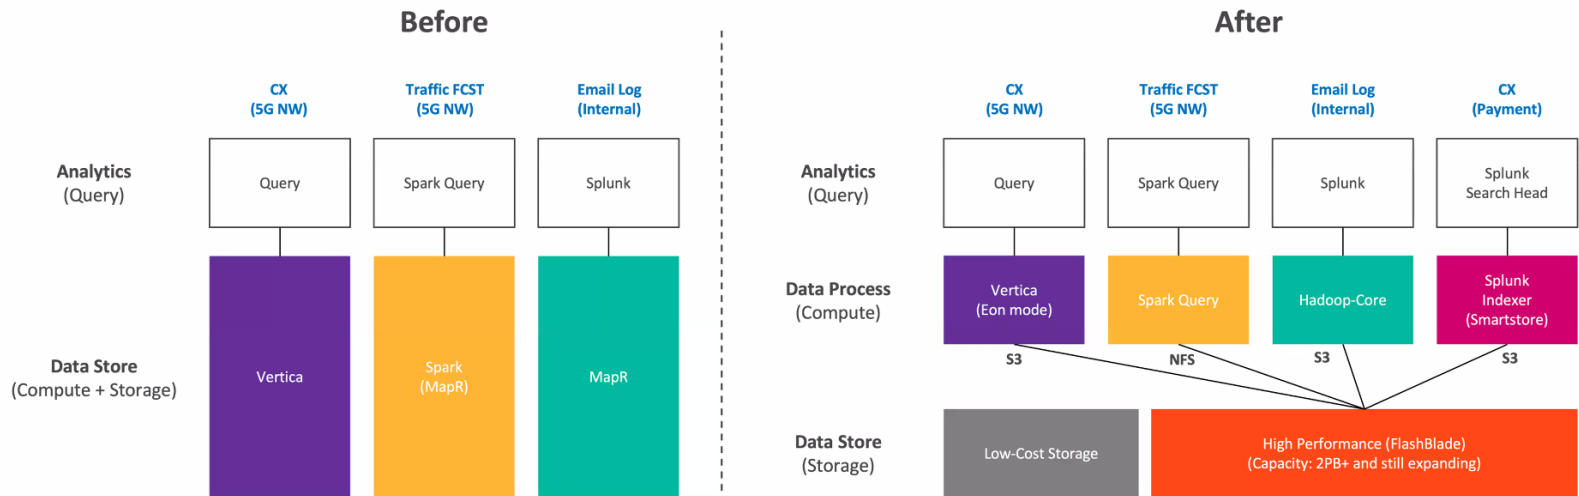 Before
CX
(5G NW)
Traffic FCST
(5G NW)
Email Log
(Internal)
Analytics
(Query)
Query
Spark Query
Splunk
Data Store
(Compute + Storage)
Vertica
Spark
(MapR)
MapR
After
CX
(5G NW)
Traffic FCST
(5G NW)
Email Log
(Internal)
CX
(Payment)
Analytics
(Query)
Query
Spark Query
Splunk
Splunk
Search Head
Data Process
(Compute)
Vertica
(Eon mode)
Spark Query
Hadoop-Core
Splunk
Indexer
(Smartstore)
S3
NFS
S3
S3
Data Store
(Storage)
Low-Cost Storage
High Performance (FlashBlade)
(Capacity: 2PB+ and still expanding)